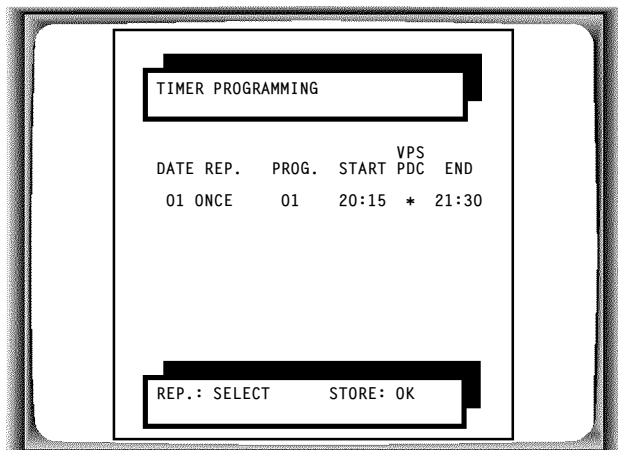 TIMER PROGRAMMING
VPS
DATE REP. PROG. START PDC END
01 ONCE 01 20:15 * 21:30
REP.: SELECT STORE: OK